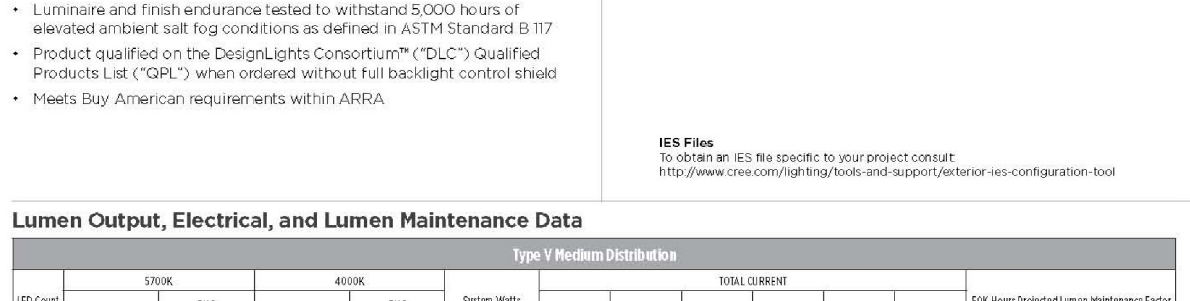 • Luminaire and finish endurance tested to withstand 5,000 hours of
elevated ambient salt fog conditions as defined in ASTM Standard B 117
• Product qualified on the DesignLights Consortium™ ("DLC") Qualified
Products List ("QPL") when ordered without full backlight control shield
• Meets Buy American requirements within ARRA
IES Files
To obtain an IES file specific to your project consult:
http://www.cree.com/lighting/tools-and-support/exterior-ies-configuration-tool
Lumen Output, Electrical, and Lumen Maintenance Data
Type V Medium Distribution
5700K 4000K TOTAL CURRENT
LED Count System Watts 50K Hours Projected Lumen Maintenance Factor